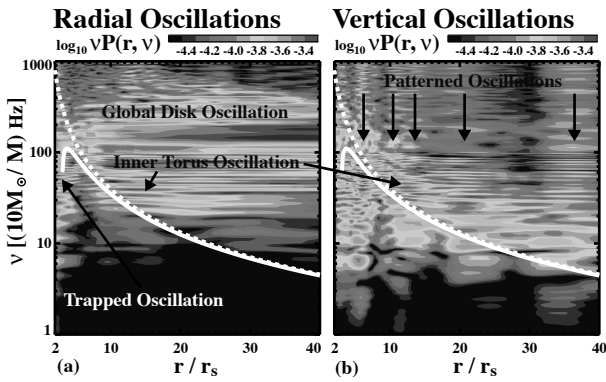 Radial Oscillations
Vertical Oscillations
log₁₀ νP(r, ν)
-4.4 -4.2 -4.0 -3.8 -3.6 -3.4
log₁₀ νP(r, ν)
-4.4 -4.2 -4.0 -3.8 -3.6 -3.4
ν [(10M☉/ M) Hz]
1000
100
10
1
Global Disk Oscillation
Patterned Oscillations
Inner Torus Oscillation
Trapped Oscillation
2 10 20 30 40
2 10 20 30 40
(a) r / rₛ
(b) r / rₛ